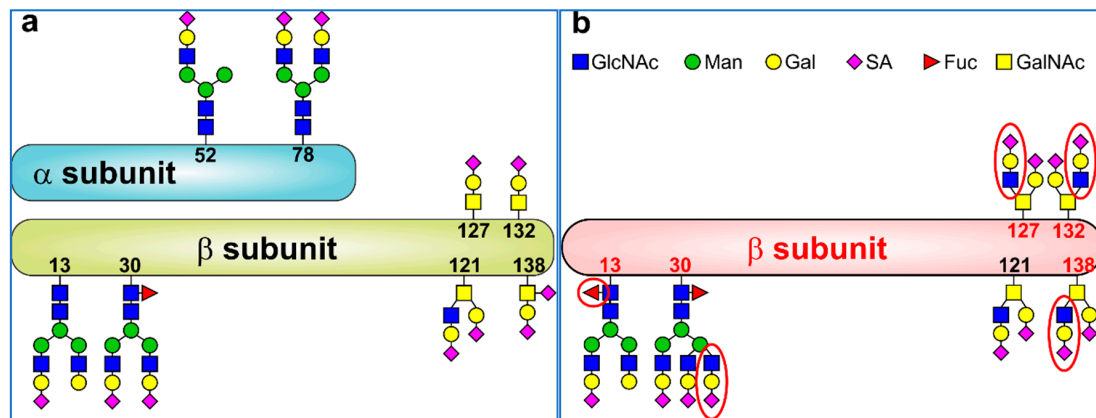 a
52 78
α subunit
127 132
β subunit
13 30 121 138
b
GlcNAc Man Gal SA Fuc GalNAc
127 132
β subunit
13 30 121 138